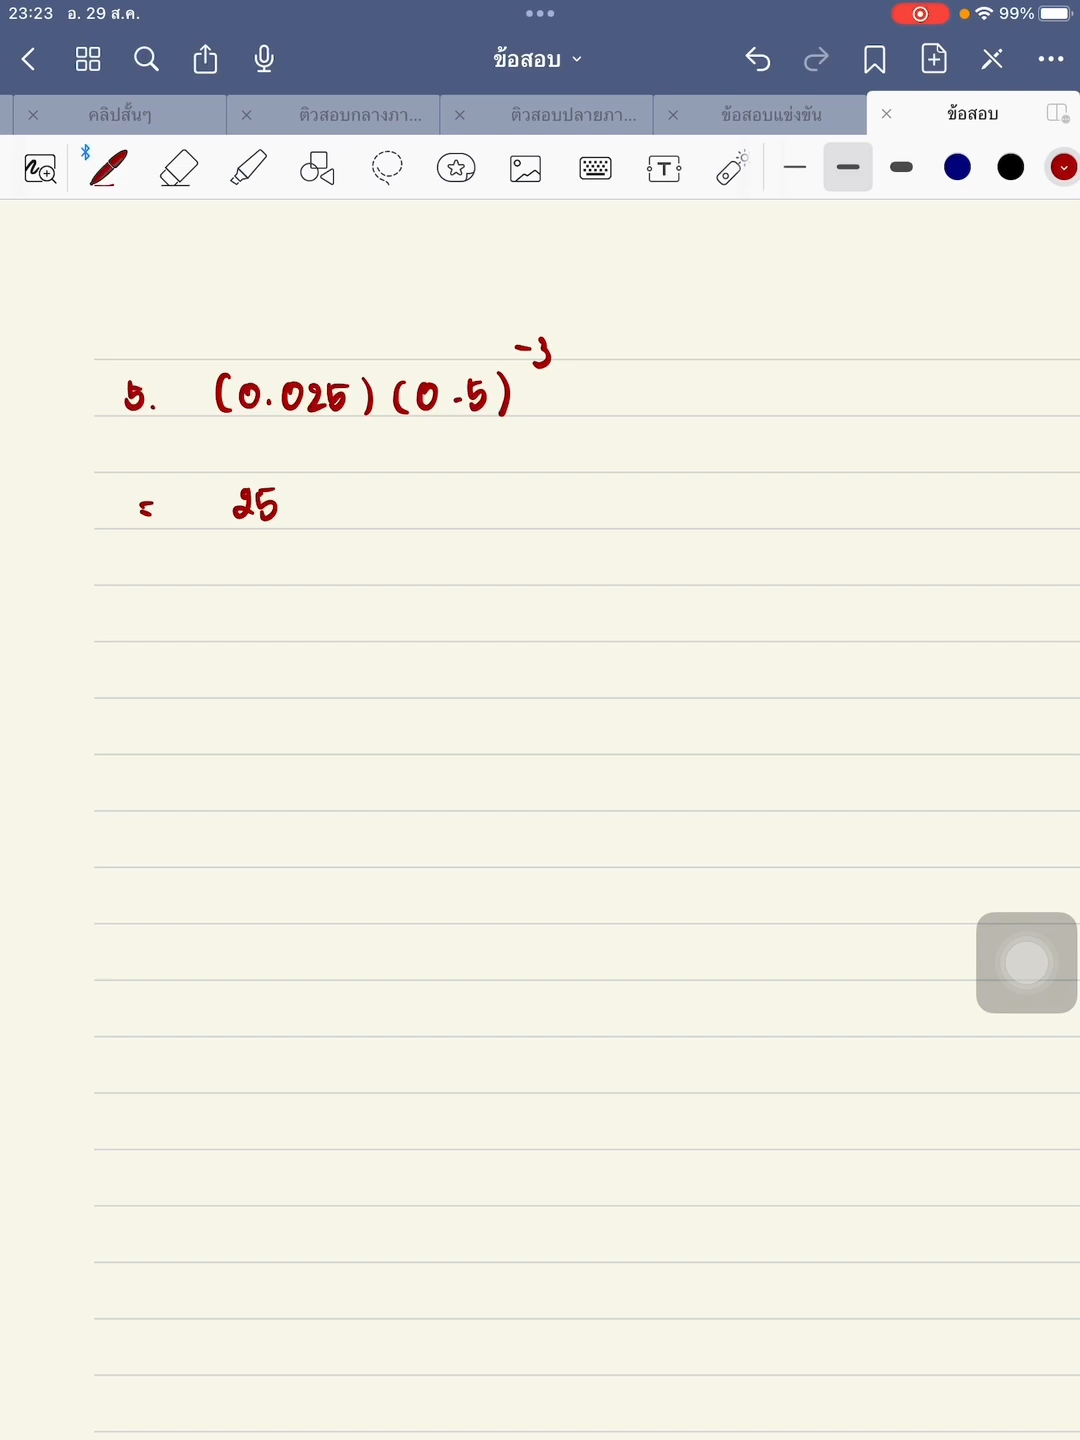 23:23 อ. 29 ส.ค. 99%
ข้อสอบ
คลิปสั้นๆ ติวสอบกลางภา... ติวสอบปลายภา... ข้อสอบแข่งขัน ข้อสอบ
T
5. (0.025) (0.5)⁻³
= 25